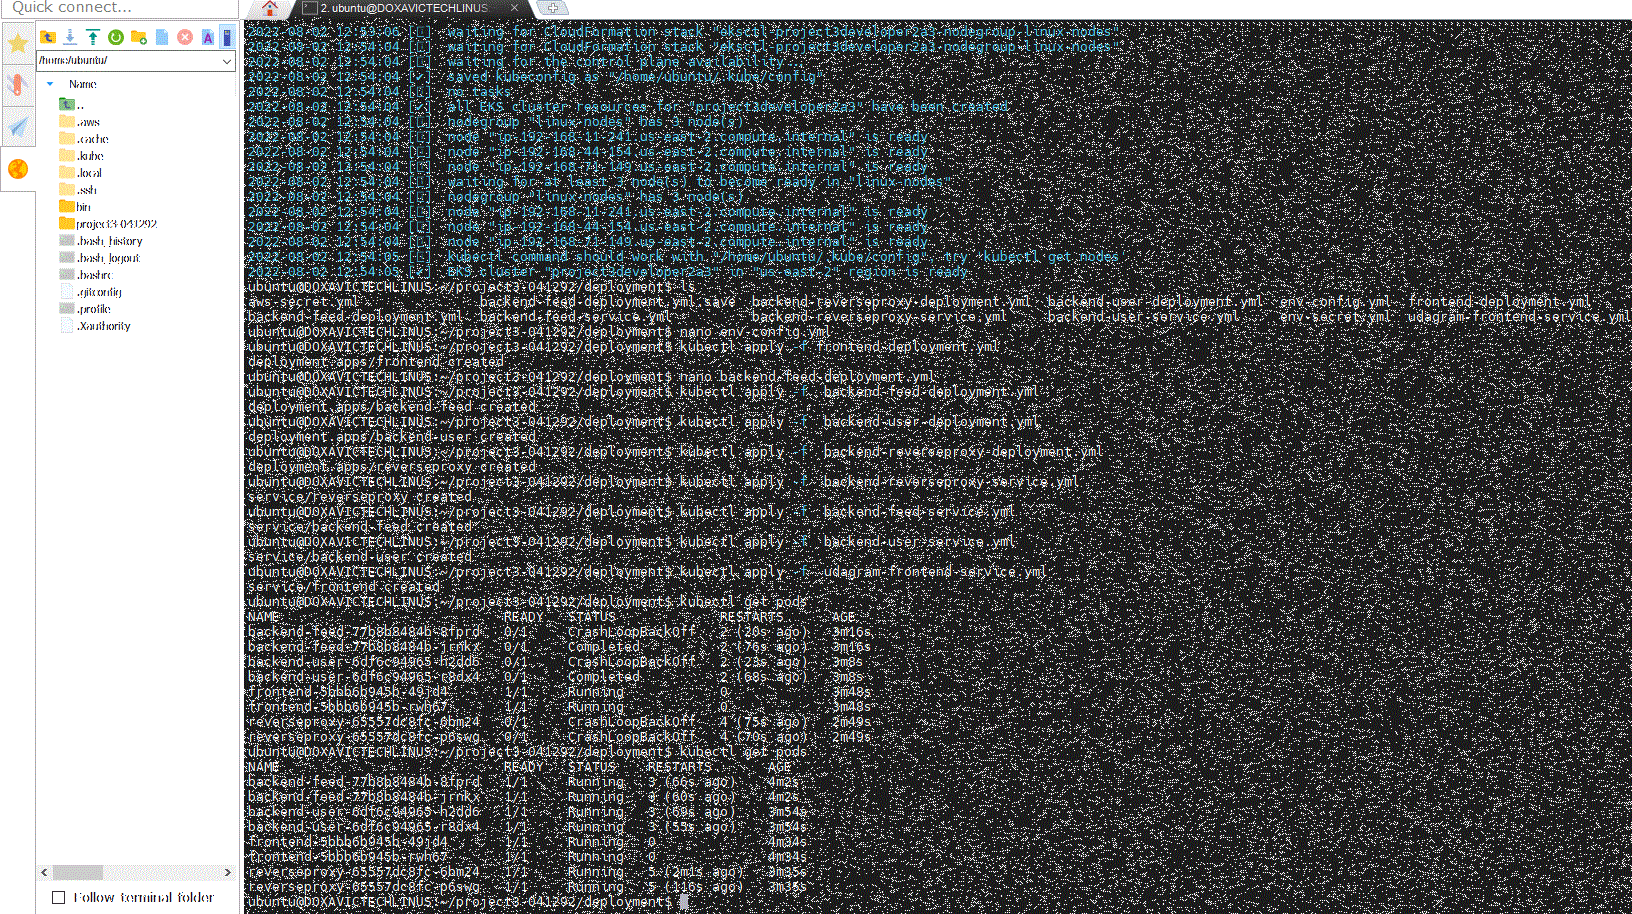 Quick connect...
2. ubuntu@DOXAVICTECHLINUS
/home/ubuntu/
Name
..
.aws
.cache
.kube
.local
.ssh
bin
project3-041292
.bash_history
.bash_logout
.bashrc
.gitconfig
.profile
.Xauthority
Follow terminal folder
2022-08-02 12:53:06 waiting for CloudFormation stack "eksctl-project3developer2a3-nodegroup-linux-nodes"
2022-08-02 12:54:04 waiting for CloudFormation stack "eksctl-project3developer2a3-nodegroup-linux-nodes"
2022-08-02 12:54:04 waiting for the control plane availability...
2022-08-02 12:54:04 saved kubeconfig as "/home/ubuntu/.kube/config"
2022-08-02 12:54:04 no tasks
2022-08-02 12:54:04 all EKS cluster resources for "project3developer2a3" have been created
2022-08-02 12:54:04 nodegroup "linux-nodes" has 3 node(s)
2022-08-02 12:54:04 node "ip-192-168-11-241.us-east-2.compute.internal" is ready
2022-08-02 12:54:04 node "ip-192-168-44-154.us-east-2.compute.internal" is ready
2022-08-02 12:54:04 node "ip-192-168-71-149.us-east-2.compute.internal" is ready
2022-08-02 12:54:04 waiting for at least 3 node(s) to become ready in "linux-nodes"
2022-08-02 12:54:04 nodegroup "linux-nodes" has 3 node(s)
2022-08-02 12:54:04 node "ip-192-168-11-241.us-east-2.compute.internal" is ready
2022-08-02 12:54:04 node "ip-192-168-44-154.us-east-2.compute.internal" is ready
2022-08-02 12:54:04 node "ip-192-168-71-149.us-east-2.compute.internal" is ready
2022-08-02 12:54:05 kubectl command should work with "/home/ubuntu/.kube/config", try 'kubectl get nodes'
2022-08-02 12:54:05 EKS cluster "project3developer2a3" in "us-east-2" region is ready
ubuntu@DOXAVICTECHLINUS:~/project3-041292/deployment$ ls
aws-secret.yml backend-feed-deployment.yml.save backend-reverseproxy-deployment.yml backend-user-deployment.yml env-config.yml frontend-deployment.yml
backend-feed-deployment.yml backend-feed-service.yml backend-reverseproxy-service.yml backend-user-service.yml env-secret.yml udagram-frontend-service.yml
ubuntu@DOXAVICTECHLINUS:~/project3-041292/deployment$ nano env-config.yml
ubuntu@DOXAVICTECHLINUS:~/project3-041292/deployment$ kubectl apply -f frontend-deployment.yml
deployment.apps/frontend created
ubuntu@DOXAVICTECHLINUS:~/project3-041292/deployment$ nano backend-feed-deployment.yml
ubuntu@DOXAVICTECHLINUS:~/project3-041292/deployment$ kubectl apply -f backend-feed-deployment.yml
deployment.apps/backend-feed created
ubuntu@DOXAVICTECHLINUS:~/project3-041292/deployment$ kubectl apply -f backend-user-deployment.yml
deployment.apps/backend-user created
ubuntu@DOXAVICTECHLINUS:~/project3-041292/deployment$ kubectl apply -f backend-reverseproxy-deployment.yml
deployment.apps/reverseproxy created
ubuntu@DOXAVICTECHLINUS:~/project3-041292/deployment$ kubectl apply -f backend-reverseproxy-service.yml
service/reverseproxy created
ubuntu@DOXAVICTECHLINUS:~/project3-041292/deployment$ kubectl apply -f backend-feed-service.yml
service/backend-feed created
ubuntu@DOXAVICTECHLINUS:~/project3-041292/deployment$ kubectl apply -f backend-user-service.yml
service/backend-user created
ubuntu@DOXAVICTECHLINUS:~/project3-041292/deployment$ kubectl apply -f udagram-frontend-service.yml
service/frontend created
ubuntu@DOXAVICTECHLINUS:~/project3-041292/deployment$ kubectl get pods
NAME READY STATUS RESTARTS AGE
backend-feed-77b8b8484b-8fprd 0/1 CrashLoopBackOff 2 (20s ago) 3m16s
backend-feed-77b8b8484b-jrnkx 0/1 Completed 2 (76s ago) 3m16s
backend-user-6df6c94965-h2dd6 0/1 CrashLoopBackOff 2 (23s ago) 3m8s
backend-user-6df6c94965-r8dx4 0/1 Completed 2 (68s ago) 3m8s
frontend-5bbb6b945b-49jd4 1/1 Running 0 3m48s
frontend-5bbb6b945b-rwh67 1/1 Running 0 3m48s
reverseproxy-65557dc8fc-6bm24 0/1 CrashLoopBackOff 4 (75s ago) 2m49s
reverseproxy-65557dc8fc-p6swg 0/1 CrashLoopBackOff 4 (70s ago) 2m49s
ubuntu@DOXAVICTECHLINUS:~/project3-041292/deployment$ kubectl get pods
NAME READY STATUS RESTARTS AGE
backend-feed-77b8b8484b-8fprd 1/1 Running 3 (66s ago) 4m2s
backend-feed-77b8b8484b-jrnkx 1/1 Running 3 (60s ago) 4m2s
backend-user-6df6c94965-h2dd6 1/1 Running 3 (69s ago) 3m54s
backend-user-6df6c94965-r8dx4 1/1 Running 3 (55s ago) 3m54s
frontend-5bbb6b945b-49jd4 1/1 Running 0 4m34s
frontend-5bbb6b945b-rwh67 1/1 Running 0 4m34s
reverseproxy-65557dc8fc-6bm24 1/1 Running 5 (2m1s ago) 3m35s
reverseproxy-65557dc8fc-p6swg 1/1 Running 5 (116s ago) 3m35s
ubuntu@DOXAVICTECHLINUS:~/project3-041292/deployment$